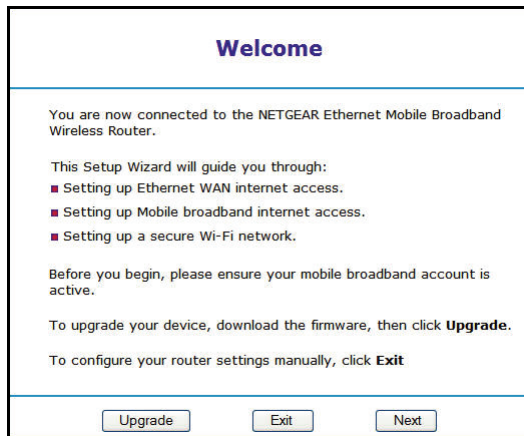 Welcome
You are now connected to the NETGEAR Ethernet Mobile Broadband
Wireless Router.
This Setup Wizard will guide you through:
Setting up Ethernet WAN internet access.
Setting up Mobile broadband internet access.
Setting up a secure Wi-Fi network.
Before you begin, please ensure your mobile broadband account is
active.
To upgrade your device, download the firmware, then click Upgrade.
To configure your router settings manually, click Exit
Upgrade Exit Next